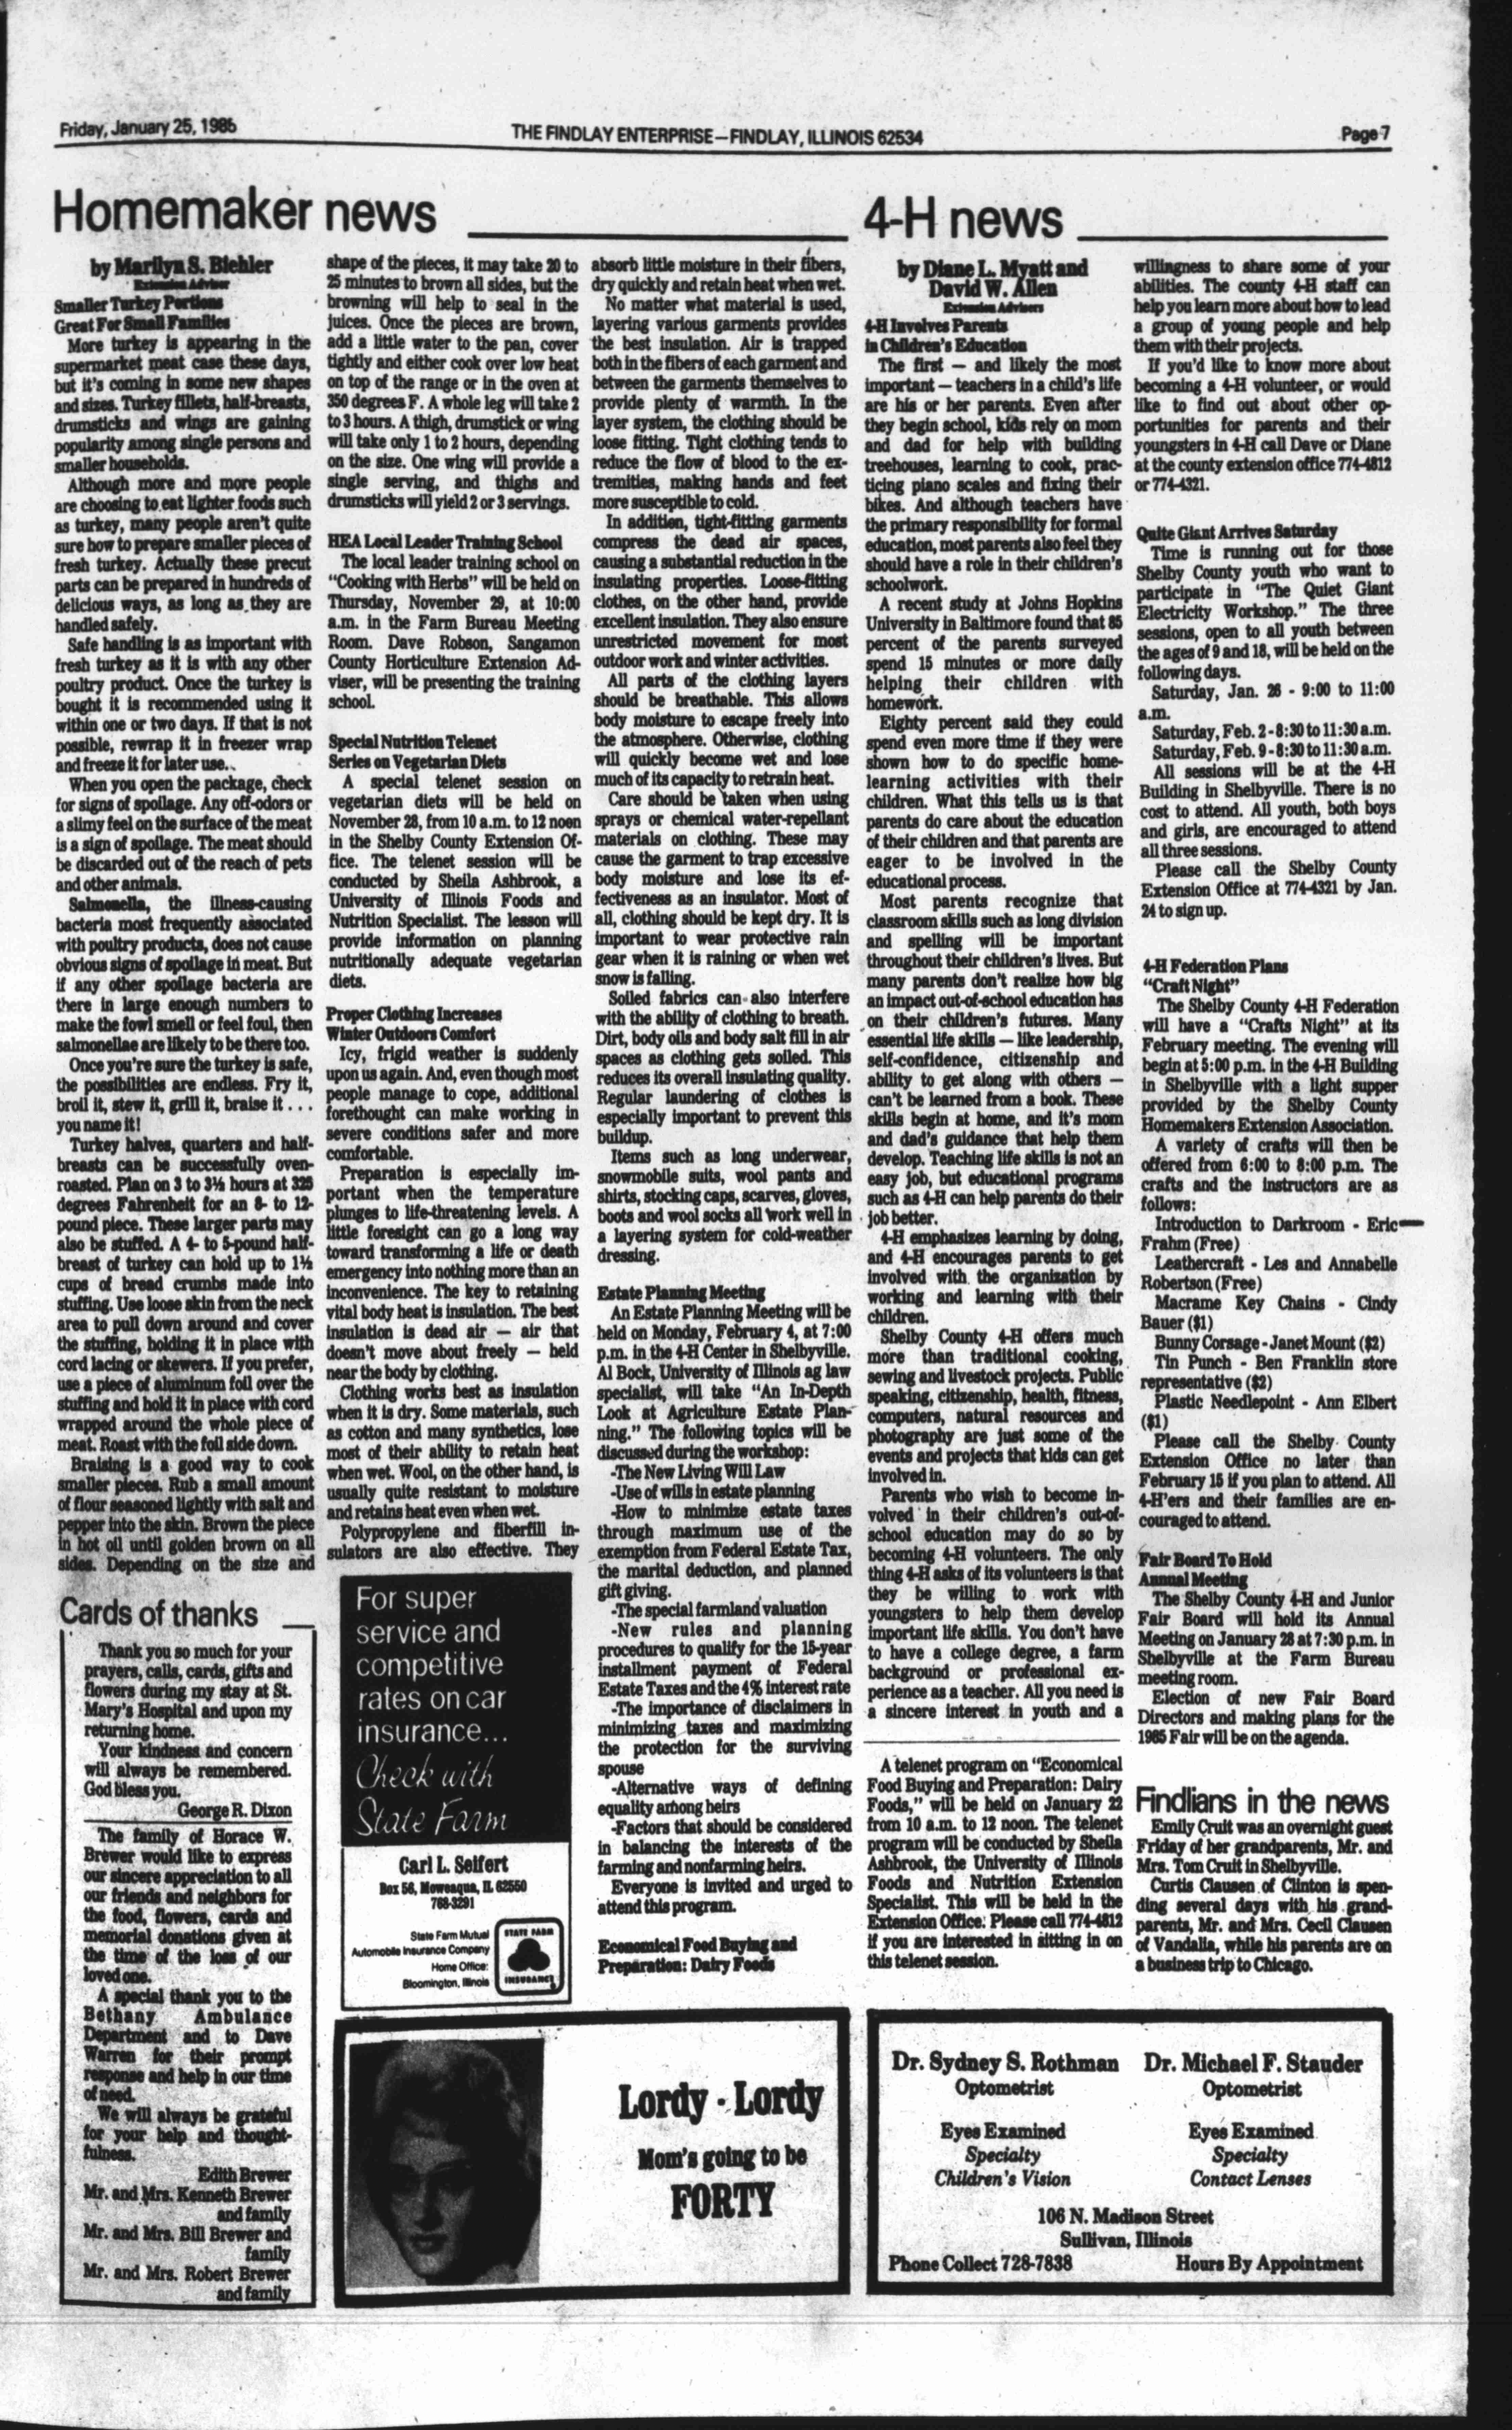 Friday, January 25, 1985
THE FINDLAY ENTERPRISE—FINDLAY, ILLINOIS 62534
Page 7
Homemaker news
by Marilyn S. Biehler
Extension Adviser
Smaller Turkey Portions
Great For Small Families
More turkey is appearing in the
supermarket meat case these days,
but it's coming in some new shapes
and sizes. Turkey fillets, half-breasts,
drumsticks and wings are gaining
popularity among single persons and
smaller households.
Although more and more people
are choosing to eat lighter foods such
as turkey, many people aren't quite
sure how to prepare smaller pieces of
fresh turkey. Actually these precut
parts can be prepared in hundreds of
delicious ways, as long as they are
handled safely.
Safe handling is as important with
fresh turkey as it is with any other
poultry product. Once the turkey is
bought it is recommended using it
within one or two days. If that is not
possible, rewrap it in freezer wrap
and freeze it for later use.
When you open the package, check
for signs of spoilage. Any off-odors or
a slimy feel on the surface of the meat
is a sign of spoilage. The meat should
be discarded out of the reach of pets
and other animals.
Salmonella, the illness-causing
bacteria most frequently associated
with poultry products, does not cause
obvious signs of spoilage in meat. But
if any other spoilage bacteria are
there in large enough numbers to
make the fowl smell or feel foul, then
salmonellae are likely to be there too.
Once you're sure the turkey is safe,
the possibilities are endless. Fry it,
broil it, stew it, grill it, braise it . . .
you name it!
Turkey halves, quarters and half-
breasts can be successfully oven-
roasted. Plan on 3 to 3½ hours at 325
degrees Fahrenheit for an 8- to 12-
pound piece. These larger parts may
also be stuffed. A 4- to 5-pound half-
breast of turkey can hold up to 1½
cups of bread crumbs made into
stuffing. Use loose skin from the neck
area to pull down around and cover
the stuffing, holding it in place with
cord lacing or skewers. If you prefer,
use a piece of aluminum foil over the
stuffing and hold it in place with cord
wrapped around the whole piece of
meat. Roast with the foil side down.
Braising is a good way to cook
smaller pieces. Rub a small amount
of flour seasoned lightly with salt and
pepper into the skin. Brown the piece
in hot oil until golden brown on all
sides. Depending on the size and
shape of the pieces, it may take 20 to
25 minutes to brown all sides, but the
browning will help to seal in the
juices. Once the pieces are brown,
add a little water to the pan, cover
tightly and either cook over low heat
on top of the range or in the oven at
350 degrees F. A whole leg will take 2
to 3 hours. A thigh, drumstick or wing
will take only 1 to 2 hours, depending
on the size. One wing will provide a
single serving, and thighs and
drumsticks will yield 2 or 3 servings.
HEA Local Leader Training School
The local leader training school on
"Cooking with Herbs" will be held on
Thursday, November 29, at 10:00
a.m. in the Farm Bureau Meeting
Room. Dave Robson, Sangamon
County Horticulture Extension Ad-
viser, will be presenting the training
school.
Special Nutrition Telenet
Series on Vegetarian Diets
A special telenet session on
vegetarian diets will be held on
November 28, from 10 a.m. to 12 noon
in the Shelby County Extension Of-
fice. The telenet session will be
conducted by Sheila Ashbrook, a
University of Illinois Foods and
Nutrition Specialist. The lesson will
provide information on planning
nutritionally adequate vegetarian
diets.
Proper Clothing Increases
Winter Outdoors Comfort
Icy, frigid weather is suddenly
upon us again. And, even though most
people manage to cope, additional
forethought can make working in
severe conditions safer and more
comfortable.
Preparation is especially im-
portant when the temperature
plunges to life-threatening levels. A
little foresight can go a long way
toward transforming a life or death
emergency into nothing more than an
inconvenience. The key to retaining
vital body heat is insulation. The best
insulation is dead air — air that
doesn't move about freely — held
near the body by clothing.
Clothing works best as insulation
when it is dry. Some materials, such
as cotton and many synthetics, lose
most of their ability to retain heat
when wet. Wool, on the other hand, is
usually quite resistant to moisture
and retains heat even when wet.
Polypropylene and fiberfill in-
sulators are also effective. They
absorb little moisture in their fibers,
dry quickly and retain heat when wet.
No matter what material is used,
layering various garments provides
the best insulation. Air is trapped
both in the fibers of each garment and
between the garments themselves to
provide plenty of warmth. In the
layer system, the clothing should be
loose fitting. Tight clothing tends to
reduce the flow of blood to the ex-
tremities, making hands and feet
more susceptible to cold.
In addition, tight-fitting garments
compress the dead air spaces,
causing a substantial reduction in the
insulating properties. Loose-fitting
clothes, on the other hand, provide
excellent insulation. They also ensure
unrestricted movement for most
outdoor work and winter activities.
All parts of the clothing layers
should be breathable. This allows
body moisture to escape freely into
the atmosphere. Otherwise, clothing
will quickly become wet and lose
much of its capacity to retrain heat.
Care should be taken when using
sprays or chemical water-repellant
materials on clothing. These may
cause the garment to trap excessive
body moisture and lose its ef-
fectiveness as an insulator. Most of
all, clothing should be kept dry. It is
important to wear protective rain
gear when it is raining or when wet
snow is falling.
Soiled fabrics can also interfere
with the ability of clothing to breath.
Dirt, body oils and body salt fill in air
spaces as clothing gets soiled. This
reduces its overall insulating quality.
Regular laundering of clothes is
especially important to prevent this
buildup.
Items such as long underwear,
snowmobile suits, wool pants and
shirts, stocking caps, scarves, gloves,
boots and wool socks all work well in
a layering system for cold-weather
dressing.
Estate Planning Meeting
An Estate Planning Meeting will be
held on Monday, February 4, at 7:00
p.m. in the 4-H Center in Shelbyville.
Al Bock, University of Illinois ag law
specialist, will take "An In-Depth
Look at Agriculture Estate Plan-
ning." The following topics will be
discussed during the workshop:
-The New Living Will Law
-Use of wills in estate planning
-How to minimize estate taxes
through maximum use of the
exemption from Federal Estate Tax,
the marital deduction, and planned
gift giving.
-The special farmland valuation
-New rules and planning
procedures to qualify for the 15-year
installment payment of Federal
Estate Taxes and the 4% interest rate
-The importance of disclaimers in
minimizing taxes and maximizing
the protection for the surviving
spouse
-Alternative ways of defining
equality among heirs
-Factors that should be considered
in balancing the interests of the
farming and nonfarming heirs.
Everyone is invited and urged to
attend this program.
Economical Food Buying and
Preparation: Dairy Foods
A telenet program on "Economical
Food Buying and Preparation: Dairy
Foods," will be held on January 22
from 10 a.m. to 12 noon. The telenet
program will be conducted by Sheila
Ashbrook, the University of Illinois
Foods and Nutrition Extension
Specialist. This will be held in the
Extension Office. Please call 774-4812
if you are interested in sitting in on
this telenet session.
4-H news
by Diane L. Myatt and
David W. Allen
Extension Advisers
4-H Involves Parents
in Children's Education
The first — and likely the most
important — teachers in a child's life
are his or her parents. Even after
they begin school, kids rely on mom
and dad for help with building
treehouses, learning to cook, prac-
ticing piano scales and fixing their
bikes. And although teachers have
the primary responsibility for formal
education, most parents also feel they
should have a role in their children's
schoolwork.
A recent study at Johns Hopkins
University in Baltimore found that 85
percent of the parents surveyed
spend 15 minutes or more daily
helping their children with
homework.
Eighty percent said they could
spend even more time if they were
shown how to do specific home-
learning activities with their
children. What this tells us is that
parents do care about the education
of their children and that parents are
eager to be involved in the
educational process.
Most parents recognize that
classroom skills such as long division
and spelling will be important
throughout their children's lives. But
many parents don't realize how big
an impact out-of-school education has
on their children's futures. Many
essential life skills — like leadership,
self-confidence, citizenship and
ability to get along with others —
can't be learned from a book. These
skills begin at home, and it's mom
and dad's guidance that help them
develop. Teaching life skills is not an
easy job, but educational programs
such as 4-H can help parents do their
job better.
4-H emphasizes learning by doing,
and 4-H encourages parents to get
involved with the organization by
working and learning with their
children.
Shelby County 4-H offers much
more than traditional cooking,
sewing and livestock projects. Public
speaking, citizenship, health, fitness,
computers, natural resources and
photography are just some of the
events and projects that kids can get
involved in.
Parents who wish to become in-
volved in their children's out-of-
school education may do so by
becoming 4-H volunteers. The only
thing 4-H asks of its volunteers is that
they be willing to work with
youngsters to help them develop
important life skills. You don't have
to have a college degree, a farm
background or professional ex-
perience as a teacher. All you need is
a sincere interest in youth and a
willingness to share some of your
abilities. The county 4-H staff can
help you learn more about how to lead
a group of young people and help
them with their projects.
If you'd like to know more about
becoming a 4-H volunteer, or would
like to find out about other op-
portunities for parents and their
youngsters in 4-H call Dave or Diane
at the county extension office 774-4812
or 774-4321.
Quite Giant Arrives Saturday
Time is running out for those
Shelby County youth who want to
participate in "The Quiet Giant
Electricity Workshop." The three
sessions, open to all youth between
the ages of 9 and 18, will be held on the
following days.
Saturday, Jan. 26 - 9:00 to 11:00
a.m.
Saturday, Feb. 2 - 8:30 to 11:30 a.m.
Saturday, Feb. 9 - 8:30 to 11:30 a.m.
All sessions will be at the 4-H
Building in Shelbyville. There is no
cost to attend. All youth, both boys
and girls, are encouraged to attend
all three sessions.
Please call the Shelby County
Extension Office at 774-4321 by Jan.
24 to sign up.
4-H Federation Plans
"Craft Night"
The Shelby County 4-H Federation
will have a "Crafts Night" at its
February meeting. The evening will
begin at 5:00 p.m. in the 4-H Building
in Shelbyville with a light supper
provided by the Shelby County
Homemakers Extension Association.
A variety of crafts will then be
offered from 6:00 to 8:00 p.m. The
crafts and the instructors are as
follows:
Introduction to Darkroom - Eric
Frahm (Free)
Leathercraft - Les and Annabelle
Robertson (Free)
Macrame Key Chains - Cindy
Bauer ($1)
Bunny Corsage - Janet Mount ($2)
Tin Punch - Ben Franklin store
representative ($2)
Plastic Needlepoint - Ann Elbert
($1)
Please call the Shelby County
Extension Office no later than
February 15 if you plan to attend. All
4-H'ers and their families are en-
couraged to attend.
Fair Board To Hold
Annual Meeting
The Shelby County 4-H and Junior
Fair Board will hold its Annual
Meeting on January 28 at 7:30 p.m. in
Shelbyville at the Farm Bureau
meeting room.
Election of new Fair Board
Directors and making plans for the
1985 Fair will be on the agenda.
Findlians in the news
Emily Cruit was an overnight guest
Friday of her grandparents, Mr. and
Mrs. Tom Cruit in Shelbyville.
Curtis Clausen of Clinton is spen-
ding several days with his grand-
parents, Mr. and Mrs. Cecil Clausen
of Vandalia, while his parents are on
a business trip to Chicago.
Cards of thanks
Thank you so much for your
prayers, calls, cards, gifts and
flowers during my stay at St.
Mary's Hospital and upon my
returning home.
Your kindness and concern
will always be remembered.
God bless you.
George R. Dixon
The family of Horace W.
Brewer would like to express
our sincere appreciation to all
our friends and neighbors for
the food, flowers, cards and
memorial donations given at
the time of the loss of our
loved one.
A special thank you to the
Bethany Ambulance
Department and to Dave
Warren for their prompt
response and help in our time
of need.
We will always be grateful
for your help and thought-
fulness.
Edith Brewer
Mr. and Mrs. Kenneth Brewer
and family
Mr. and Mrs. Bill Brewer and
family
Mr. and Mrs. Robert Brewer
and family
For super
service and
competitive
rates on car
insurance...
Check with
State Farm
Carl L. Seifert
Box 56, Moweaqua, IL 62550
768-3291
State Farm Mutual
Automobile Insurance Company
Home Office:
Bloomington, Illinois
STATE FARM
INSURANCE
Lordy - Lordy
Mom's going to be
FORTY
Dr. Sydney S. Rothman
Optometrist
Eyes Examined
Specialty
Children's Vision
Dr. Michael F. Stauder
Optometrist
Eyes Examined
Specialty
Contact Lenses
106 N. Madison Street
Sullivan, Illinois
Phone Collect 728-7838
Hours By Appointment